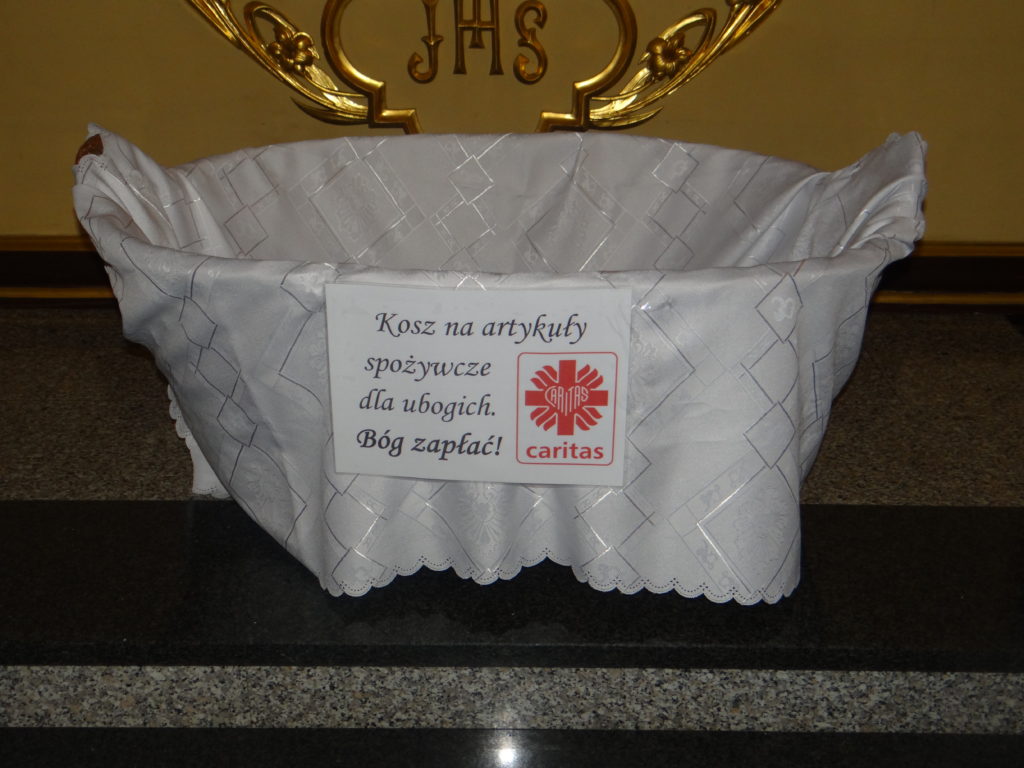 IHS
Kosz na artykuły
spożywcze
dla ubogich.
Bóg zapłać!
CARITAS
caritas